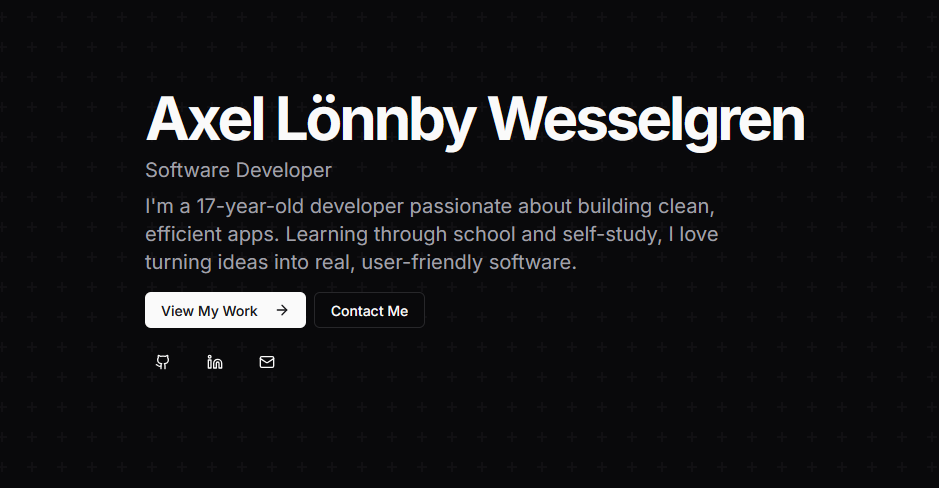 Axel Lönnby Wesselgren
Software Developer
I'm a 17-year-old developer passionate about building clean,
efficient apps. Learning through school and self-study, I love
turning ideas into real, user-friendly software.
View My Work
Contact Me